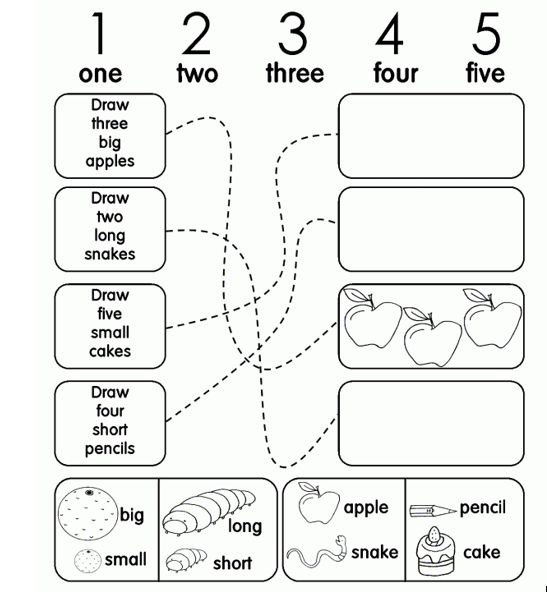 1 2 3 4 5
one two three four five
Draw
three
big
apples
Draw
two
long
snakes
Draw
five
small
cakes
Draw
four
short
pencils
big
small
long
short
apple
snake
pencil
cake